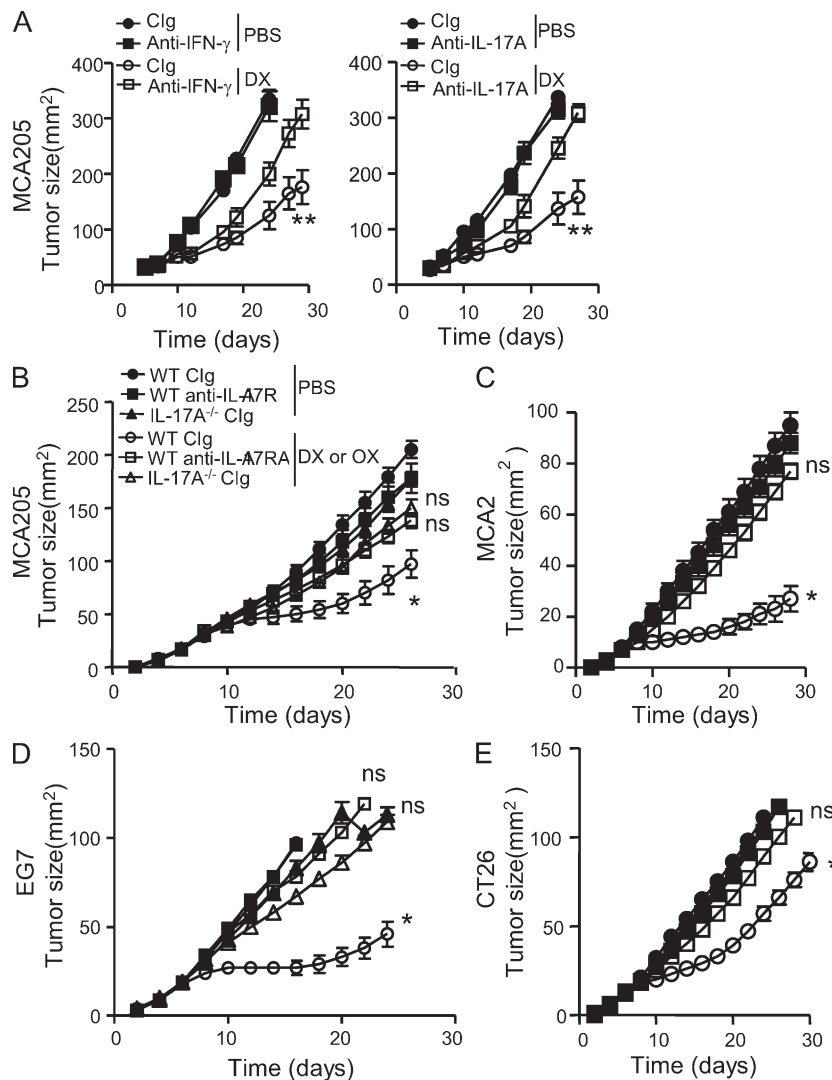 A
CIg
Anti-IFN-γ
PBS
CIg
Anti-IFN-γ
DX
MCA205
Tumor size(mm²)
400
300
200
100
0
**
0 10 20 30
Time (days)
CIg
Anti-IL-17A
PBS
CIg
Anti-IL-17A
DX
400
300
200
100
0
**
0 10 20 30
Time (days)
B
WT CIg
WT anti-IL-17R
IL-17A-/- CIg
PBS
WT CIg
WT anti-IL-17RA
IL-17A-/- CIg
DX or OX
MCA205
Tumor size(mm²)
250
200
150
100
50
0
ns
ns
*
0 10 20 30
Time (days)
C
MCA2
Tumor size(mm²)
100
80
60
40
20
0
ns
*
0 10 20 30
Time (days)
D
EG7
Tumor size(mm²)
150
100
50
0
ns
ns
*
0 10 20 30
Time (days)
E
CT26
Tumor size(mm²)
150
100
50
0
ns
*
0 10 20 30
Time (days)